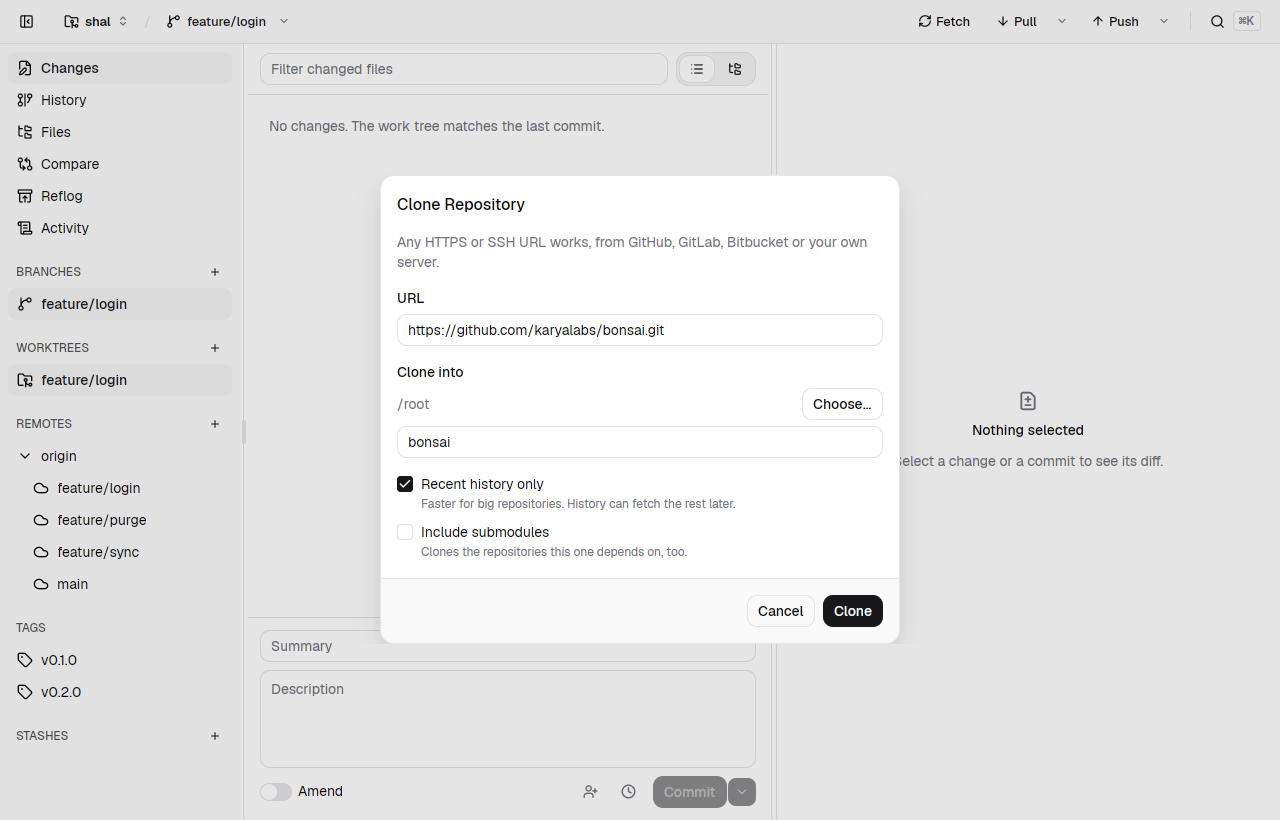 shal
/
feature/login
Fetch
Pull
Push
⌘K
Changes
History
Files
Compare
Reflog
Activity
BRANCHES
feature/login
WORKTREES
feature/login
REMOTES
origin
feature/login
feature/purge
feature/sync
main
TAGS
v0.1.0
v0.2.0
STASHES
Filter changed files
No changes. The work tree matches the last commit.
Clone Repository
Any HTTPS or SSH URL works, from GitHub, GitLab, Bitbucket or your own
server.
URL
https://github.com/karyalabs/bonsai.git
Clone into
/root
Choose...
bonsai
Recent history only
Faster for big repositories. History can fetch the rest later.
Include submodules
Clones the repositories this one depends on, too.
Cancel
Clone
Summary
Description
Amend
Commit
Nothing selected
Select a change or a commit to see its diff.